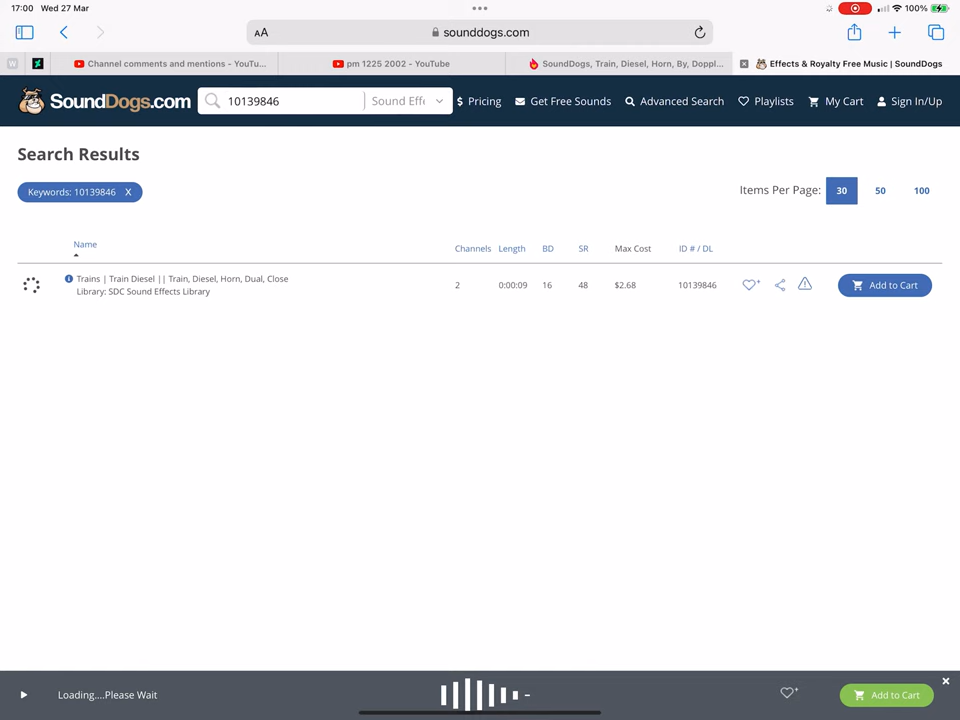 17:00 Wed 27 Mar
100%
AA
sounddogs.com
W
Channel comments and mentions - YouTu...
pm 1225 2002 - YouTube
SoundDogs, Train, Diesel, Horn, By, Doppl...
Effects & Royalty Free Music | SoundDogs
SoundDogs.com
10139846
Sound Effe
$ Pricing
Get Free Sounds
Advanced Search
Playlists
My Cart
Sign In/Up
Search Results
Keywords: 10139846 X
Items Per Page: 30 50 100
Name Channels Length BD SR Max Cost ID # / DL
Trains | Train Diesel || Train, Diesel, Horn, Dual, Close
Library: SDC Sound Effects Library
2 0:00:09 16 48 $2.68 10139846
Add to Cart
Loading....Please Wait
Add to Cart